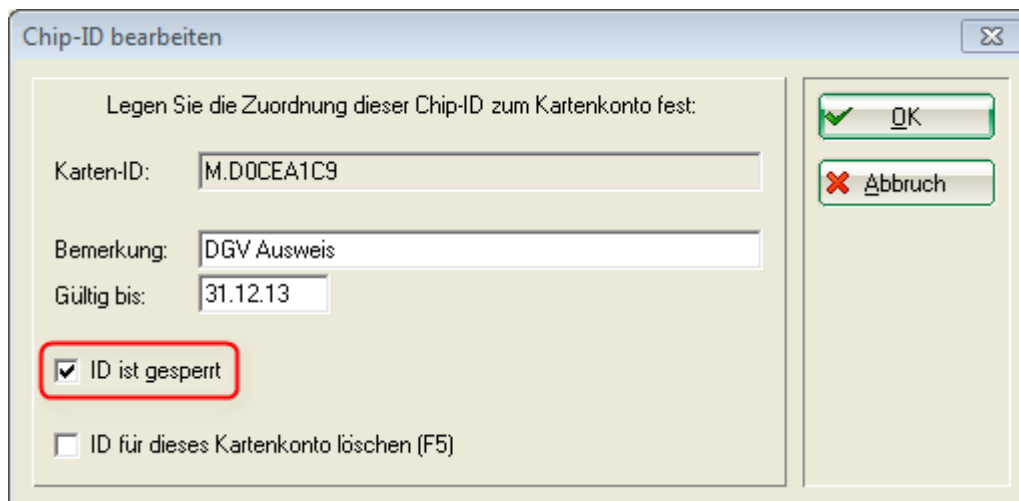 Chip-ID bearbeiten
Legen Sie die Zuordnung dieser Chip-ID zum Kartenkonto fest:
Karten-ID: M.D0CEA1C9
Bemerkung: DGV Ausweis
Gültig bis: 31.12.13
ID ist gesperrt
ID für dieses Kartenkonto löschen (F5)
OK
Abbruch